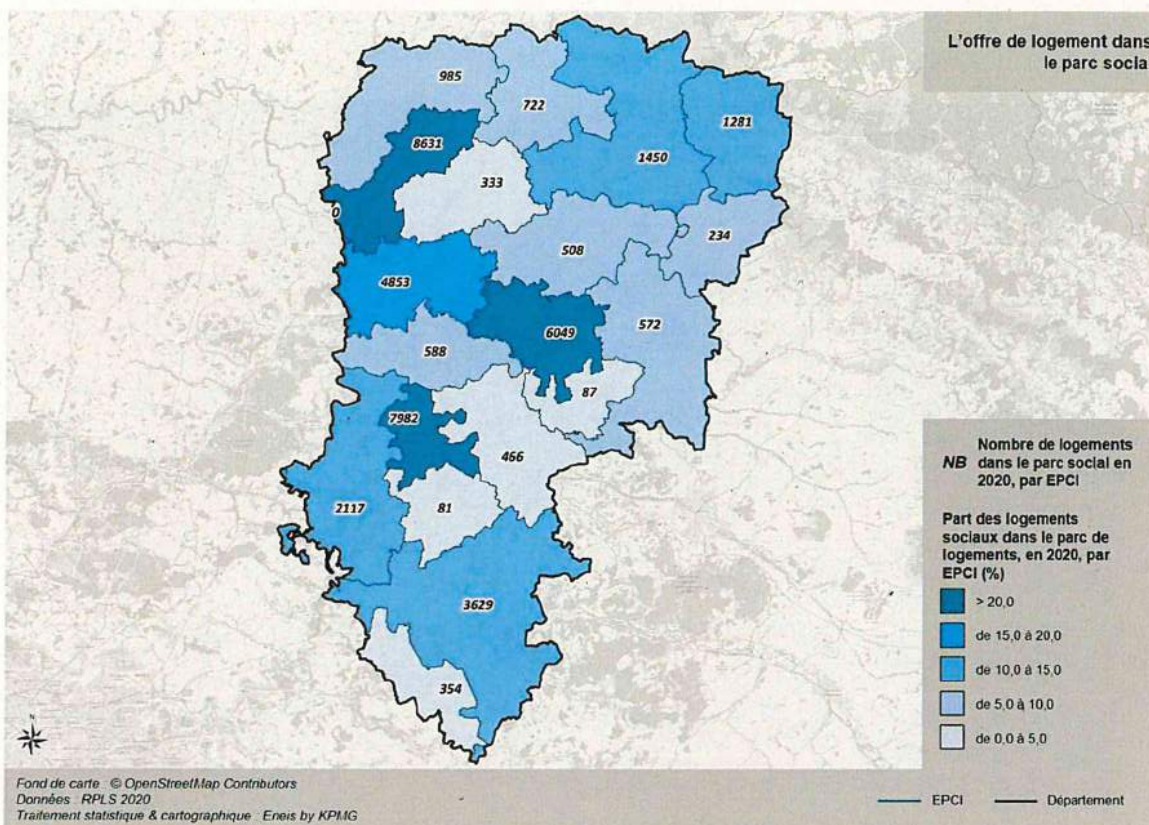 L'offre de logement dans
le parc socia
985
722
1281
8631
1450
333
0
508
234
4853
6049
572
588
87
7982
466
2117
81
3629
354
NB
Nombre de logements
dans le parc social en
2020, par EPCI
Part des logements
sociaux dans le parc de
logements, en 2020, par
EPCI (%)
> 20,0
de 15,0 à 20,0
de 10,0 à 15,0
de 5,0 à 10,0
de 0,0 à 5,0
N
Fond de carte : © OpenStreetMap Contributors
Données : RPLS 2020
Traitement statistique & cartographique : Eneis by KPMG
EPCI
Département